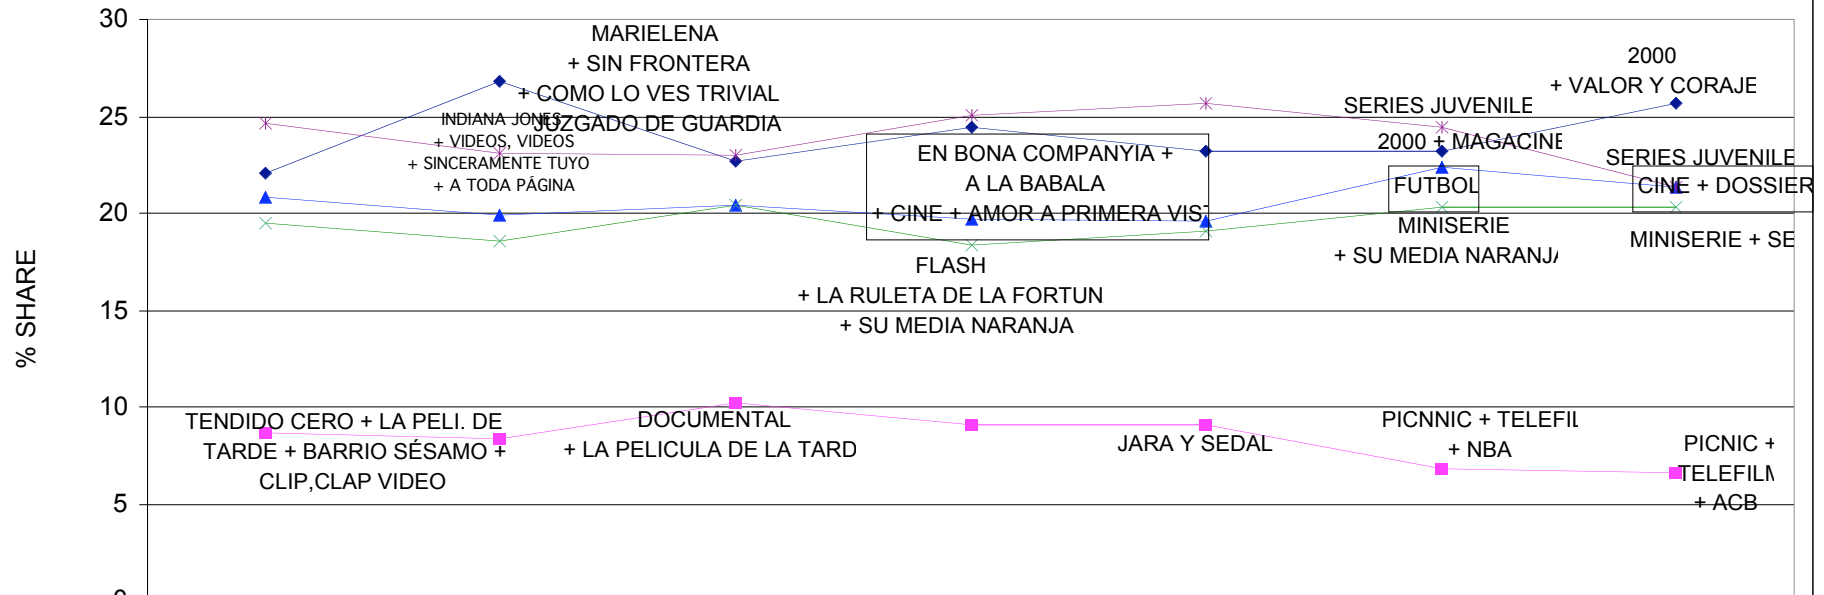 30
MARIELENA
+ SIN FRONTERA
+ COMO LO VES TRIVIAL
JUZGADO DE GUARDIA
2000
+ VALOR Y CORAJE
25
INDIANA JONES
+ VIDEOS, VIDEOS
+ SINCERAMENTE TUYO
+ A TODA PÁGINA
SERIES JUVENILE
2000 + MAGACINE
EN BONA COMPANYIA +
A LA BABALA
+ CINE + AMOR A PRIMERA VIS
FUTBOL
SERIES JUVENILE
CINE + DOSSIER
20
MINISERIE
+ SU MEDIA NARANJA
MINISERIE + SE
% SHARE
FLASH
+ LA RULETA DE LA FORTUN
+ SU MEDIA NARANJA
15
10
TENDIDO CERO + LA PELI. DE
TARDE + BARRIO SÉSAMO +
CLIP,CLAP VIDEO
DOCUMENTAL
+ LA PELICULA DE LA TARD
JARA Y SEDAL
PICNNIC + TELEFIL
+ NBA
PICNIC +
TELEFILM
+ ACB
5
0